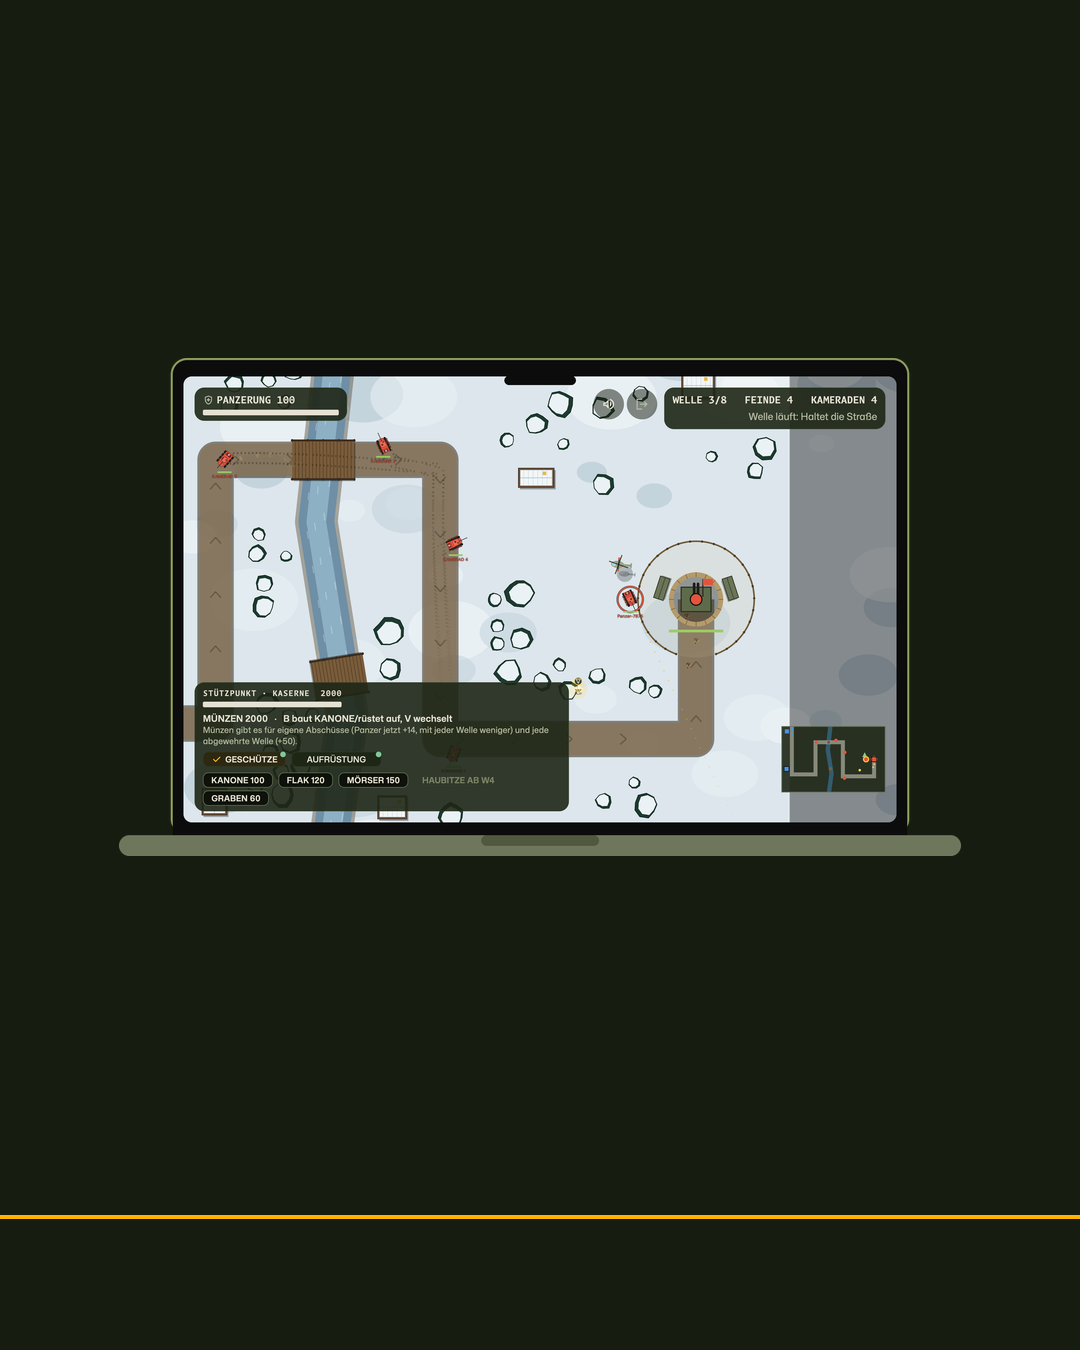 PANZERUNG 100
WELLE 3/8 FEINDE 4 KAMERADEN 4
Welle läuft: Haltet die Straße
KAMERAD 4
STÜTZPUNKT · KASERNE 2000
MÜNZEN 2000 · B baut KANONE/rüstet auf, V wechselt
Münzen gibt es für eigene Abschüsse (Panzer jetzt +14, mit jeder Welle weniger) und jede
abgewehrte Welle (+50).
GESCHÜTZE AUFRÜSTUNG
KANONE 100 FLAK 120 MÖRSER 150 HAUBITZE AB W4
GRABEN 60